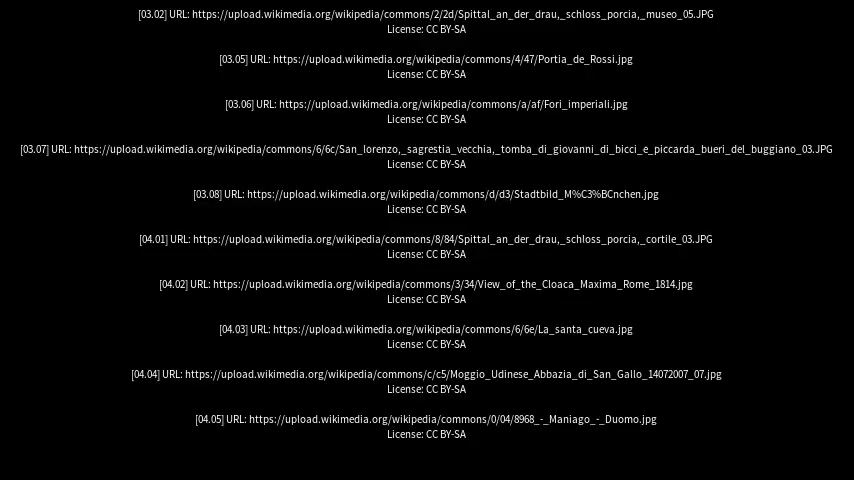 [03.02] URL: https://upload.wikimedia.org/wikipedia/commons/2/2d/Spittal_an_der_drau,_schloss_porcia,_museo_05.JPG
License: CC BY-SA
[03.05] URL: https://upload.wikimedia.org/wikipedia/commons/4/47/Portia_de_Rossi.jpg
License: CC BY-SA
[03.06] URL: https://upload.wikimedia.org/wikipedia/commons/a/af/Fori_imperiali.jpg
License: CC BY-SA
[03.07] URL: https://upload.wikimedia.org/wikipedia/commons/6/6c/San_lorenzo,_sagrestia_vecchia,_tomba_di_giovanni_di_bicci_e_piccarda_bueri_del_buggiano_03.JPG
License: CC BY-SA
[03.08] URL: https://upload.wikimedia.org/wikipedia/commons/d/d3/Stadtbild_M%C3%BCnchen.jpg
License: CC BY-SA
[04.01] URL: https://upload.wikimedia.org/wikipedia/commons/8/84/Spittal_an_der_drau,_schloss_porcia,_cortile_03.JPG
License: CC BY-SA
[04.02] URL: https://upload.wikimedia.org/wikipedia/commons/3/34/View_of_the_Cloaca_Maxima_Rome_1814.jpg
License: CC BY-SA
[04.03] URL: https://upload.wikimedia.org/wikipedia/commons/6/6e/La_santa_cueva.jpg
License: CC BY-SA
[04.04] URL: https://upload.wikimedia.org/wikipedia/commons/c/c5/Moggio_Udinese_Abbazia_di_San_Gallo_14072007_07.jpg
License: CC BY-SA
[04.05] URL: https://upload.wikimedia.org/wikipedia/commons/0/04/8968_-_Maniago_-_Duomo.jpg
License: CC BY-SA